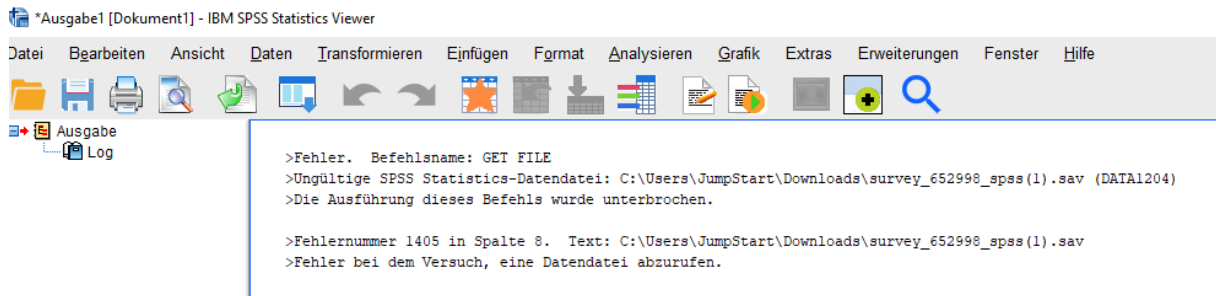 *Ausgabe1 [Dokument1] - IBM SPSS Statistics Viewer
Datei Bearbeiten Ansicht Daten Transformieren Einfügen Format Analysieren Grafik Extras Erweiterungen Fenster Hilfe
Ausgabe
Log
>Fehler. Befehlsname: GET FILE
>Ungültige SPSS Statistics-Datendatei: C:\Users\JumpStart\Downloads\survey_652998_spss(1).sav (DATA1204)
>Die Ausführung dieses Befehls wurde unterbrochen.
>Fehlernummer 1405 in Spalte 8. Text: C:\Users\JumpStart\Downloads\survey_652998_spss(1).sav
>Fehler bei dem Versuch, eine Datendatei abzurufen.